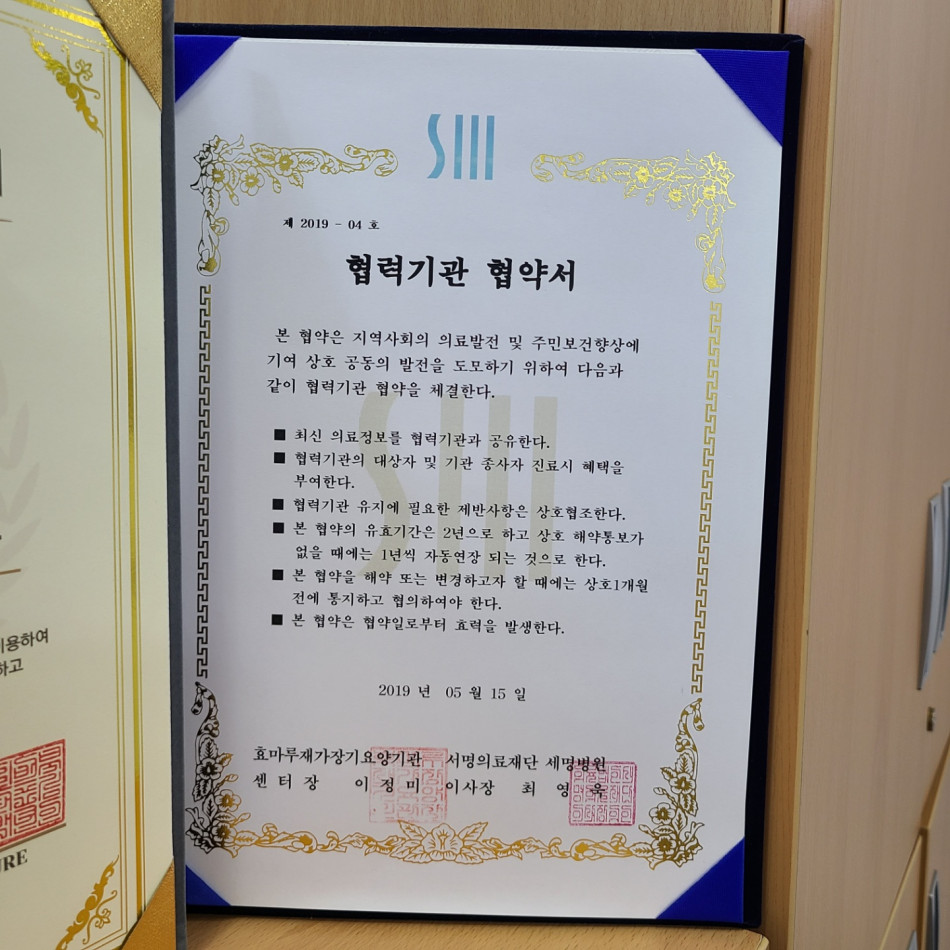 SIII
제 2019 - 04 호
협력기관 협약서
본 협약은 지역사회의 의료발전 및 주민보건향상에
기여 상호 공동의 발전을 도모하기 위하여 다음과
같이 협력기관 협약을 체결한다.
■ 최신 의료정보를 협력기관과 공유한다.
■ 협력기관의 대상자 및 기관 종사자 진료시 혜택을
부여한다.
■ 협력기관 유지에 필요한 제반사항은 상호협조한다.
■ 본 협약의 유효기간은 2년으로 하고 상호 해약통보가
없을 때에는 1년씩 자동연장 되는 것으로 한다.
■ 본 협약을 해약 또는 변경하고자 할 때에는 상호1개월
전에 통지하고 협의하여야 한다.
■ 본 협약은 협약일로부터 효력을 발생한다.
2019 년 05 월 15 일
효마루재가장기요양기관 서명의료재단 세명병원
센 터 장 이 정 미 이사장 최 영 욱
이용하여
하고
URE